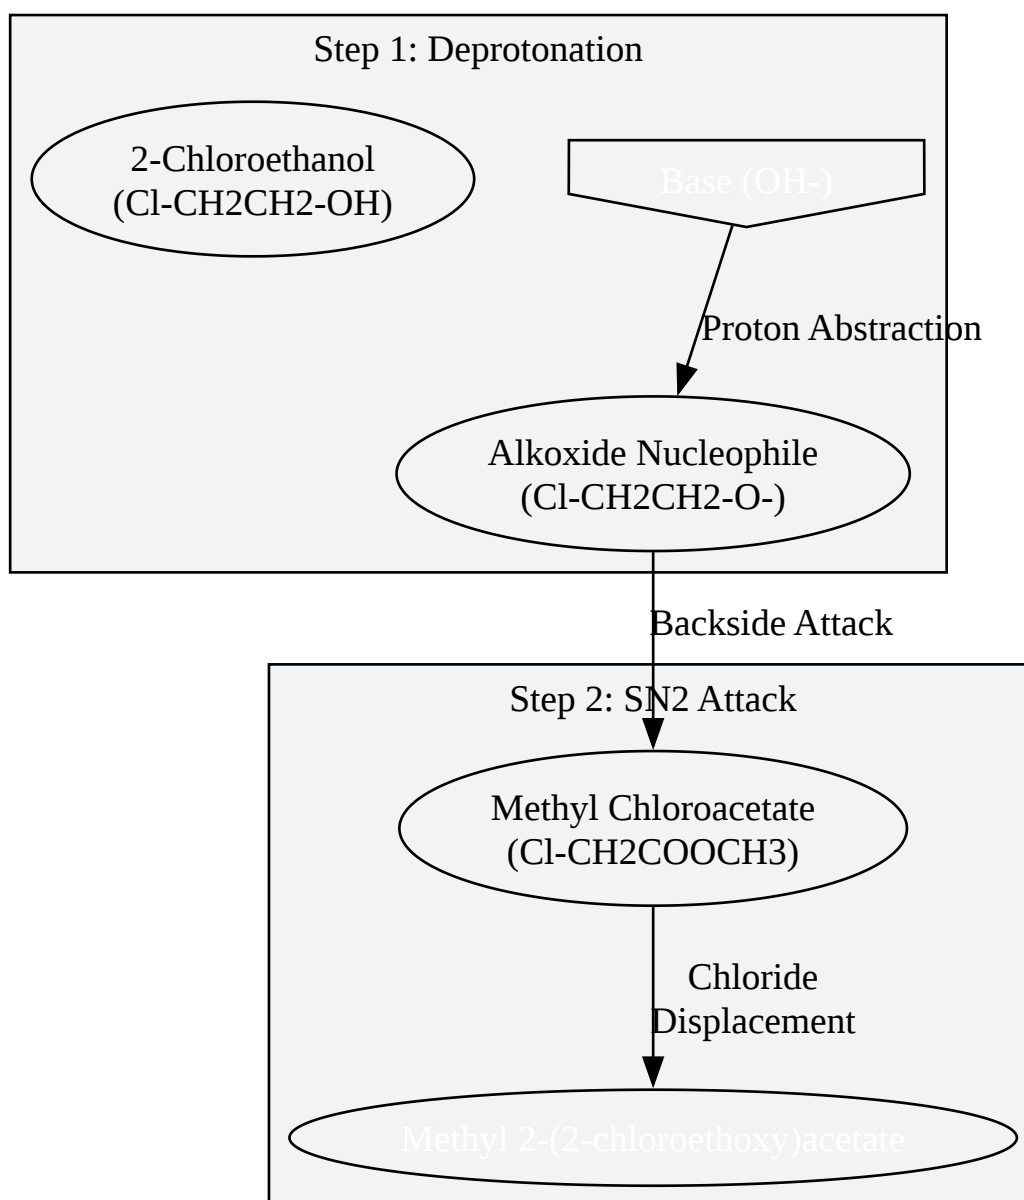 Step 1: Deprotonation
2-Chloroethanol
(Cl-CH2CH2-OH)
Base (OH-)
Proton Abstraction
Alkoxide Nucleophile
(Cl-CH2CH2-O-)
Backside Attack
Step 2: SN2 Attack
Methyl Chloroacetate
(Cl-CH2COOCH3)
Chloride
Displacement
Methyl 2-(2-chloroethoxy)acetate